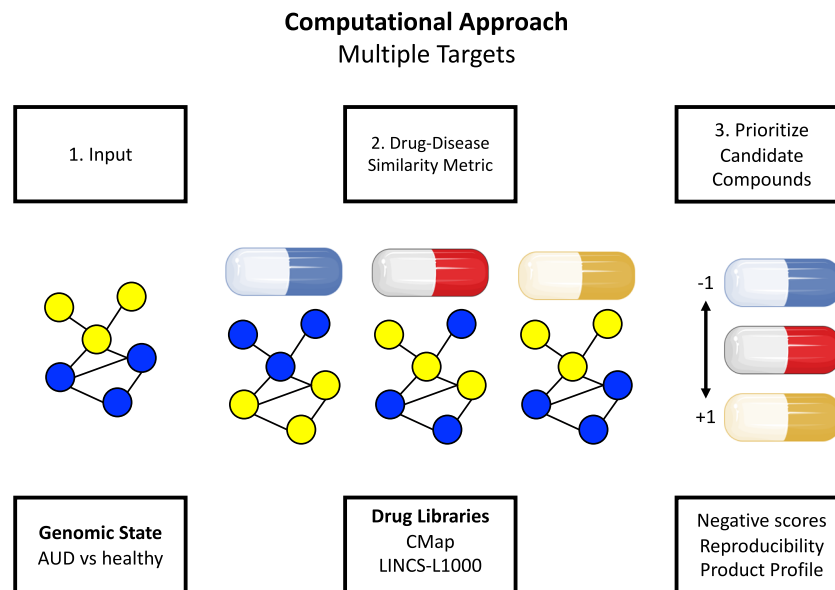 Computational Approach
Multiple Targets
1. Input
2. Drug-Disease
Similarity Metric
3. Prioritize
Candidate
Compounds
-1
+1
Genomic State
AUD vs healthy
Drug Libraries
CMap
LINCS-L1000
Negative scores
Reproducibility
Product Profile